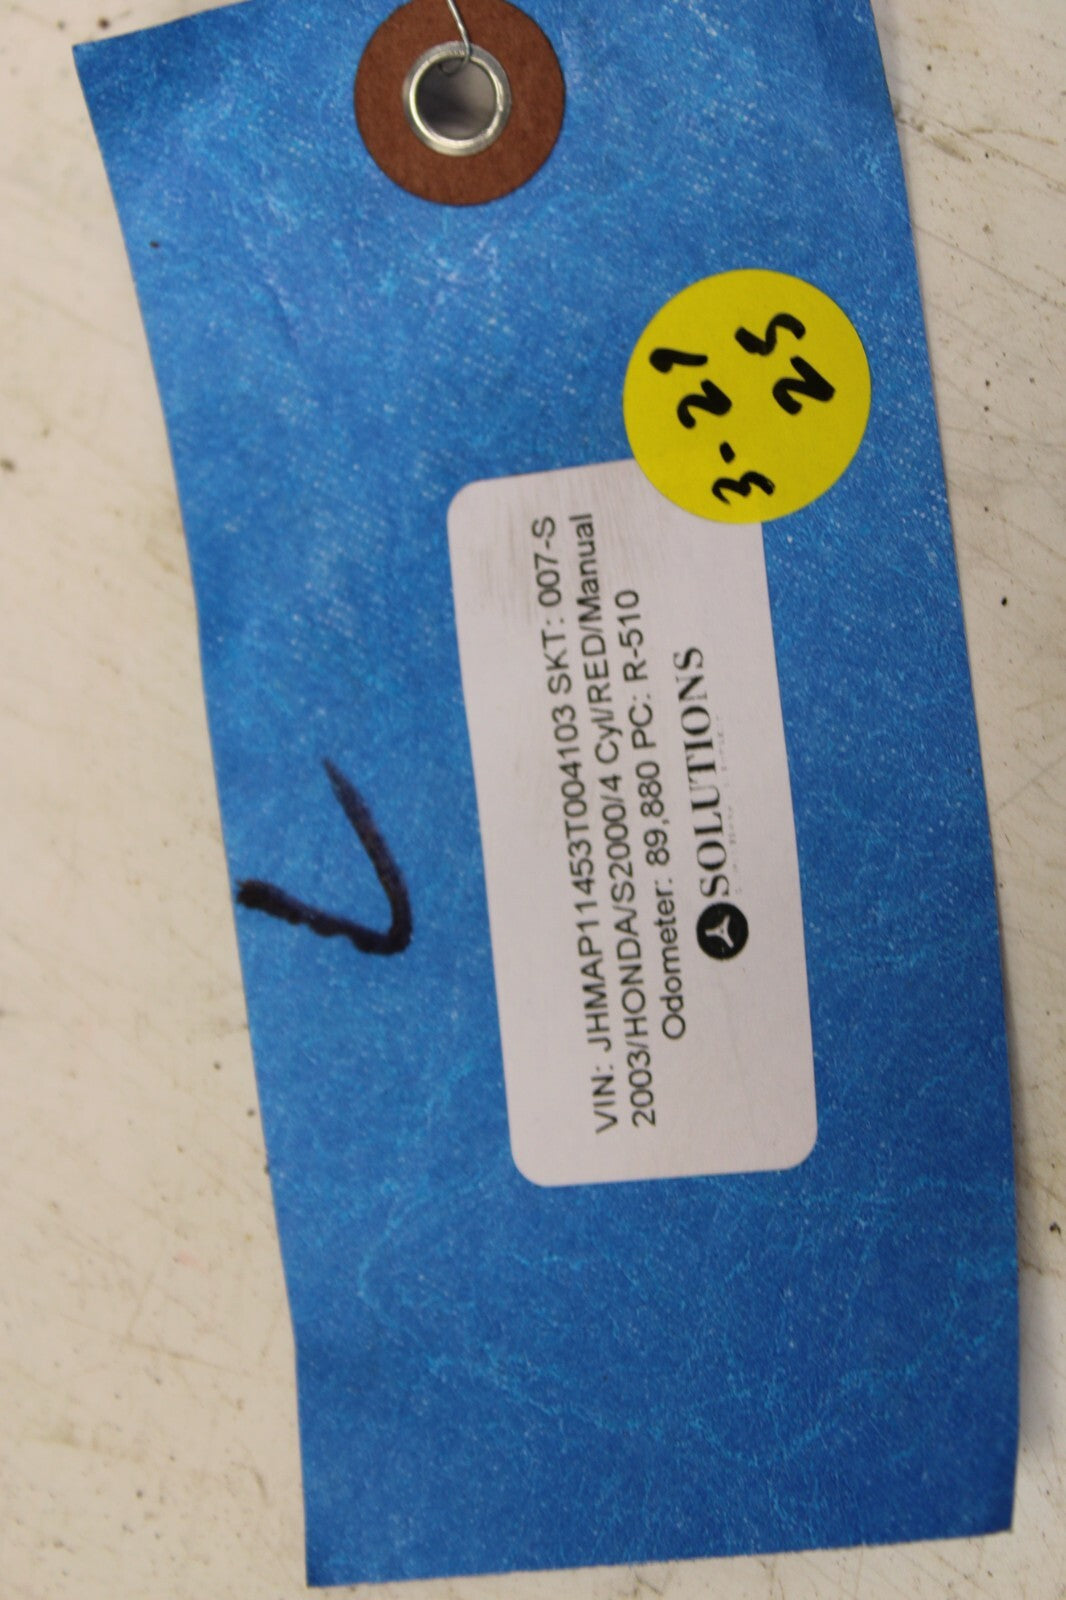 3-21
25
VIN: JHMAP11453T004103 SKT: 007-S
2003/HONDA/S2000/4 Cyl/RED/Manual
Odometer: 89,880 PC: R-510
SOLUTIONS